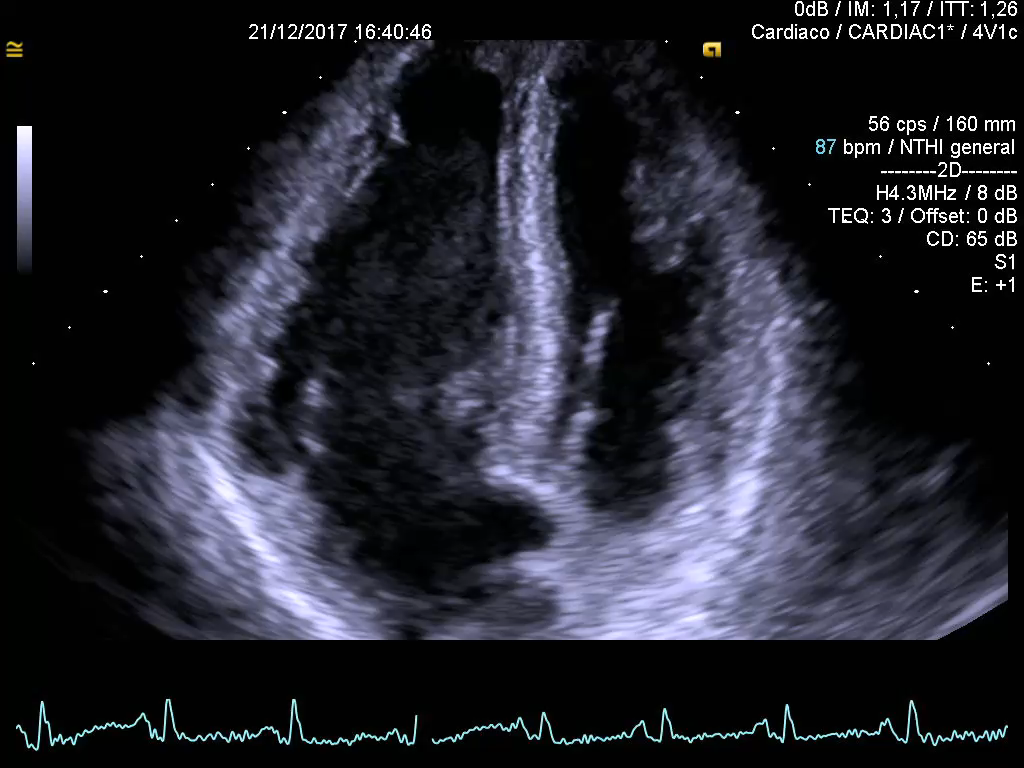 0dB / IM: 1,17 / ITT: 1,26
21/12/2017 16:40:46
Cardiaco / CARDIAC1* / 4V1c
56 cps / 160 mm
87 bpm / NTHI general
--------2D--------
H4.3MHz / 8 dB
TEQ: 3 / Offset: 0 dB
CD: 65 dB
S1
E: +1